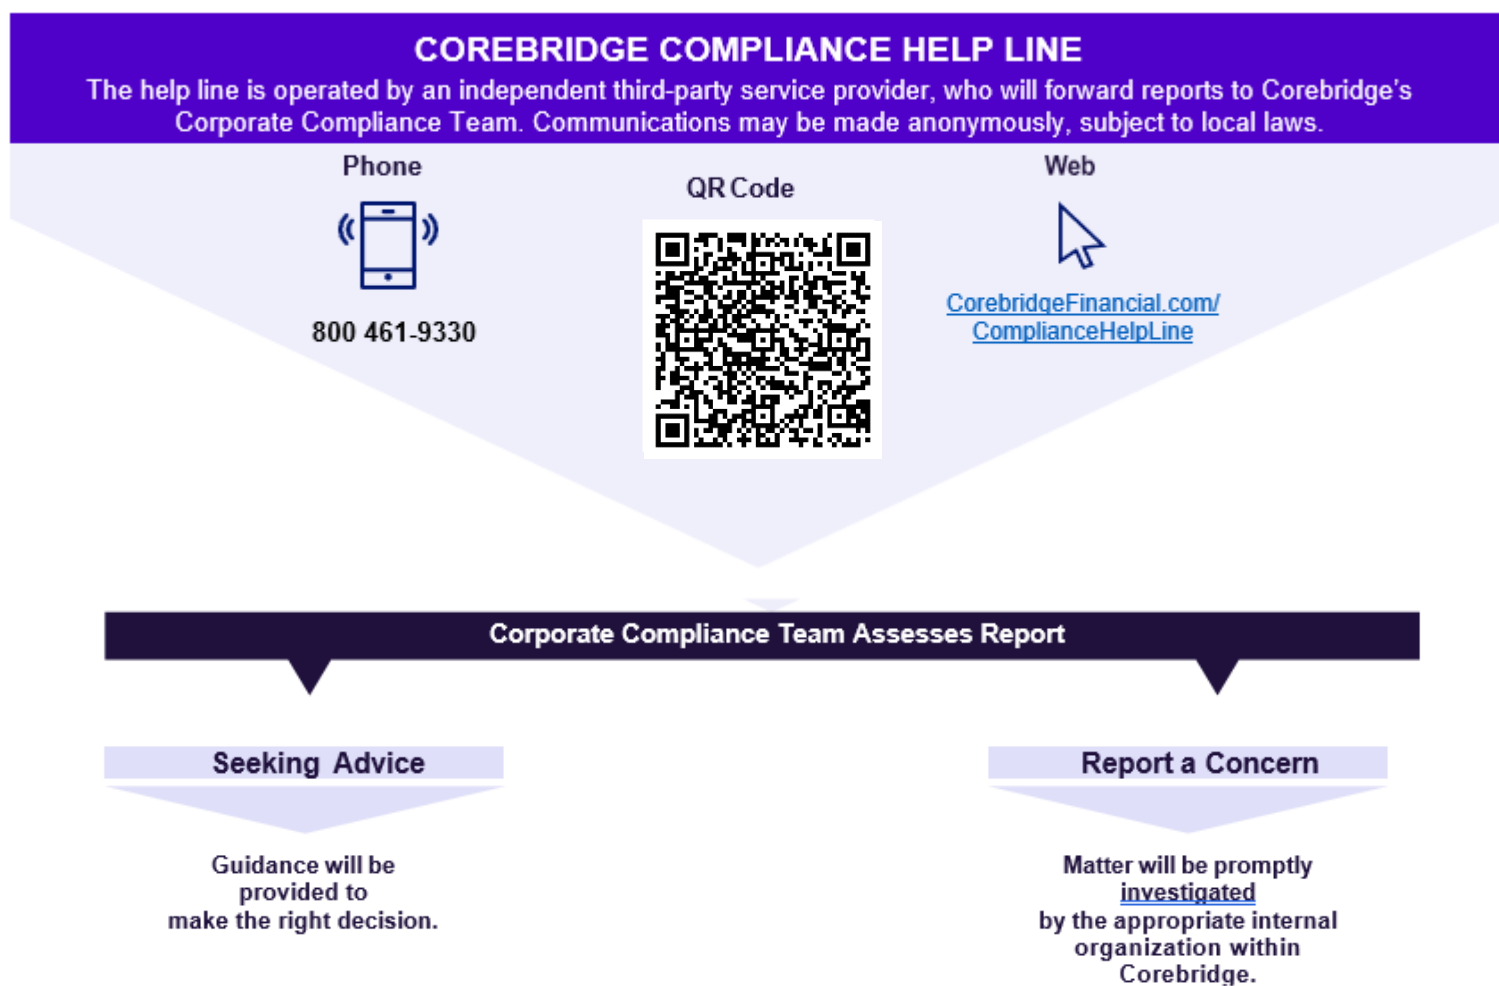 COREBRIDGE COMPLIANCE HELP LINE
The help line is operated by an independent third-party service provider, who will forward reports to Corebridge's
Corporate Compliance Team. Communications may be made anonymously, subject to local laws.
Phone
800 461-9330
QR Code
Web
CorebridgeFinancial.com/
ComplianceHelpLine
Corporate Compliance Team Assesses Report
Seeking Advice
Guidance will be
provided to
make the right decision.
Report a Concern
Matter will be promptly
investigated
by the appropriate internal
organization within
Corebridge.